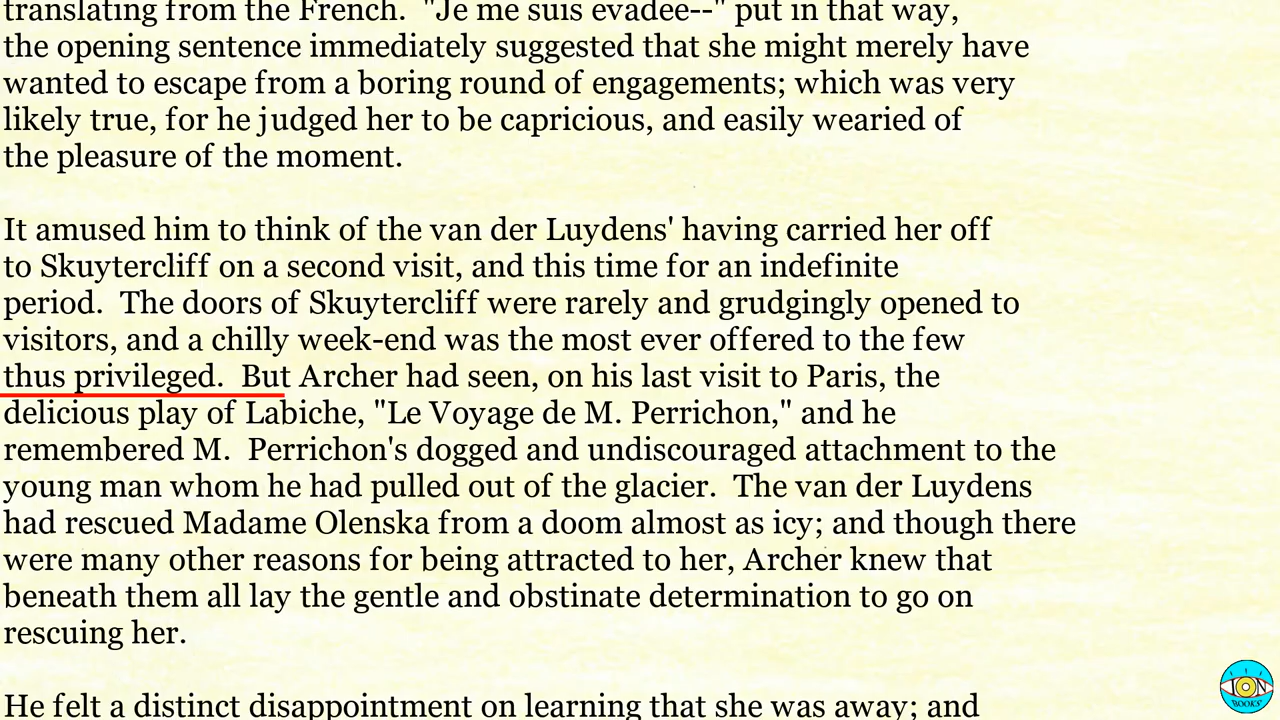 translating from the French.  "Je me suis evadee--" put in that way,
the opening sentence immediately suggested that she might merely have
wanted to escape from a boring round of engagements; which was very
likely true, for he judged her to be capricious, and easily wearied of
the pleasure of the moment.

It amused him to think of the van der Luydens' having carried her off
to Skuytercliff on a second visit, and this time for an indefinite
period.  The doors of Skuytercliff were rarely and grudgingly opened to
visitors, and a chilly week-end was the most ever offered to the few
thus privileged.  But Archer had seen, on his last visit to Paris, the
delicious play of Labiche, "Le Voyage de M. Perrichon," and he
remembered M.  Perrichon's dogged and undiscouraged attachment to the
young man whom he had pulled out of the glacier.  The van der Luydens
had rescued Madame Olenska from a doom almost as icy; and though there
were many other reasons for being attracted to her, Archer knew that
beneath them all lay the gentle and obstinate determination to go on
rescuing her.

He felt a distinct disappointment on learning that she was away; and
ION
BOOKS